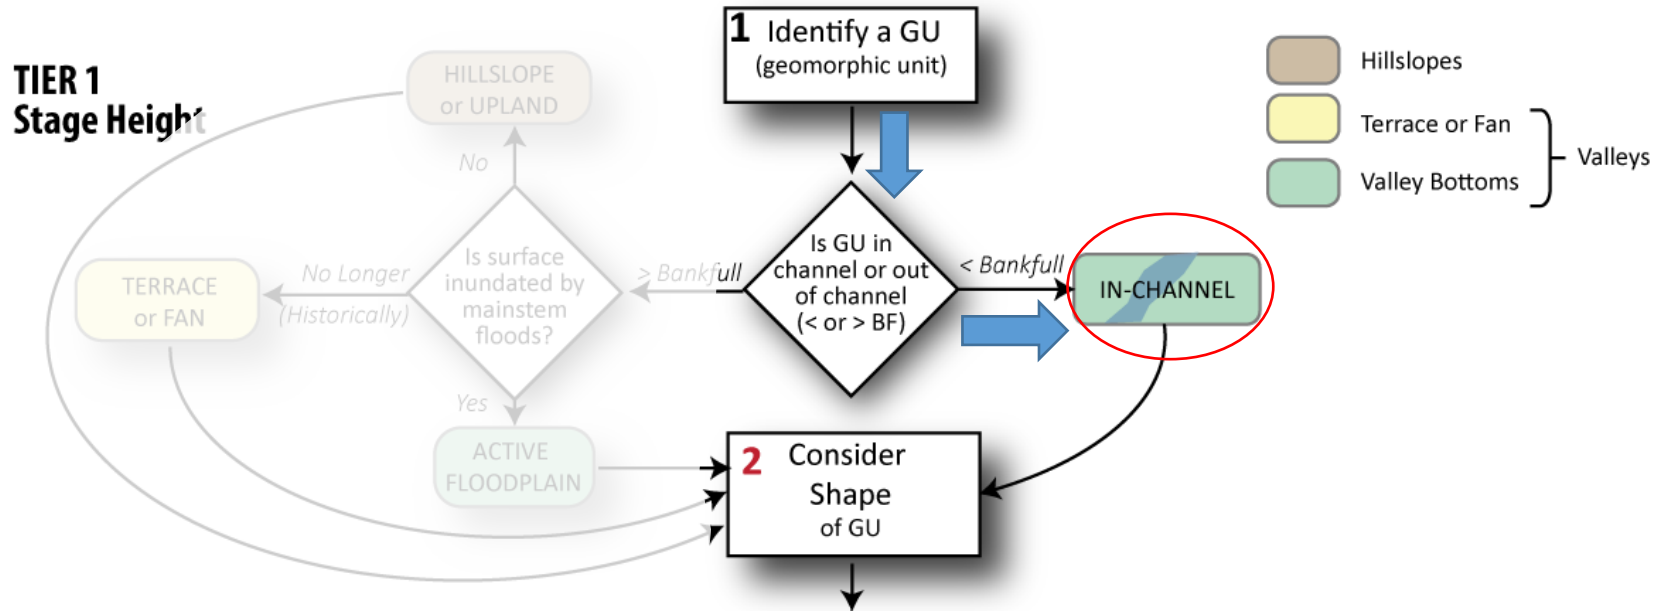 TIER 1
Stage Height
1 Identify a GU
(geomorphic unit)
HILLSLOPE
or UPLAND
No
Is surface
inundated by
mainstem
floods?
No Longer
(Historically)
TERRACE
or FAN
Yes
ACTIVE
FLOODPLAIN
> Bankfull
Is GU in
channel or out
of channel
(< or > BF)
< Bankfull
IN-CHANNEL
2 Consider
Shape
of GU
Hillslopes
Terrace or Fan
Valley Bottoms
Valleys